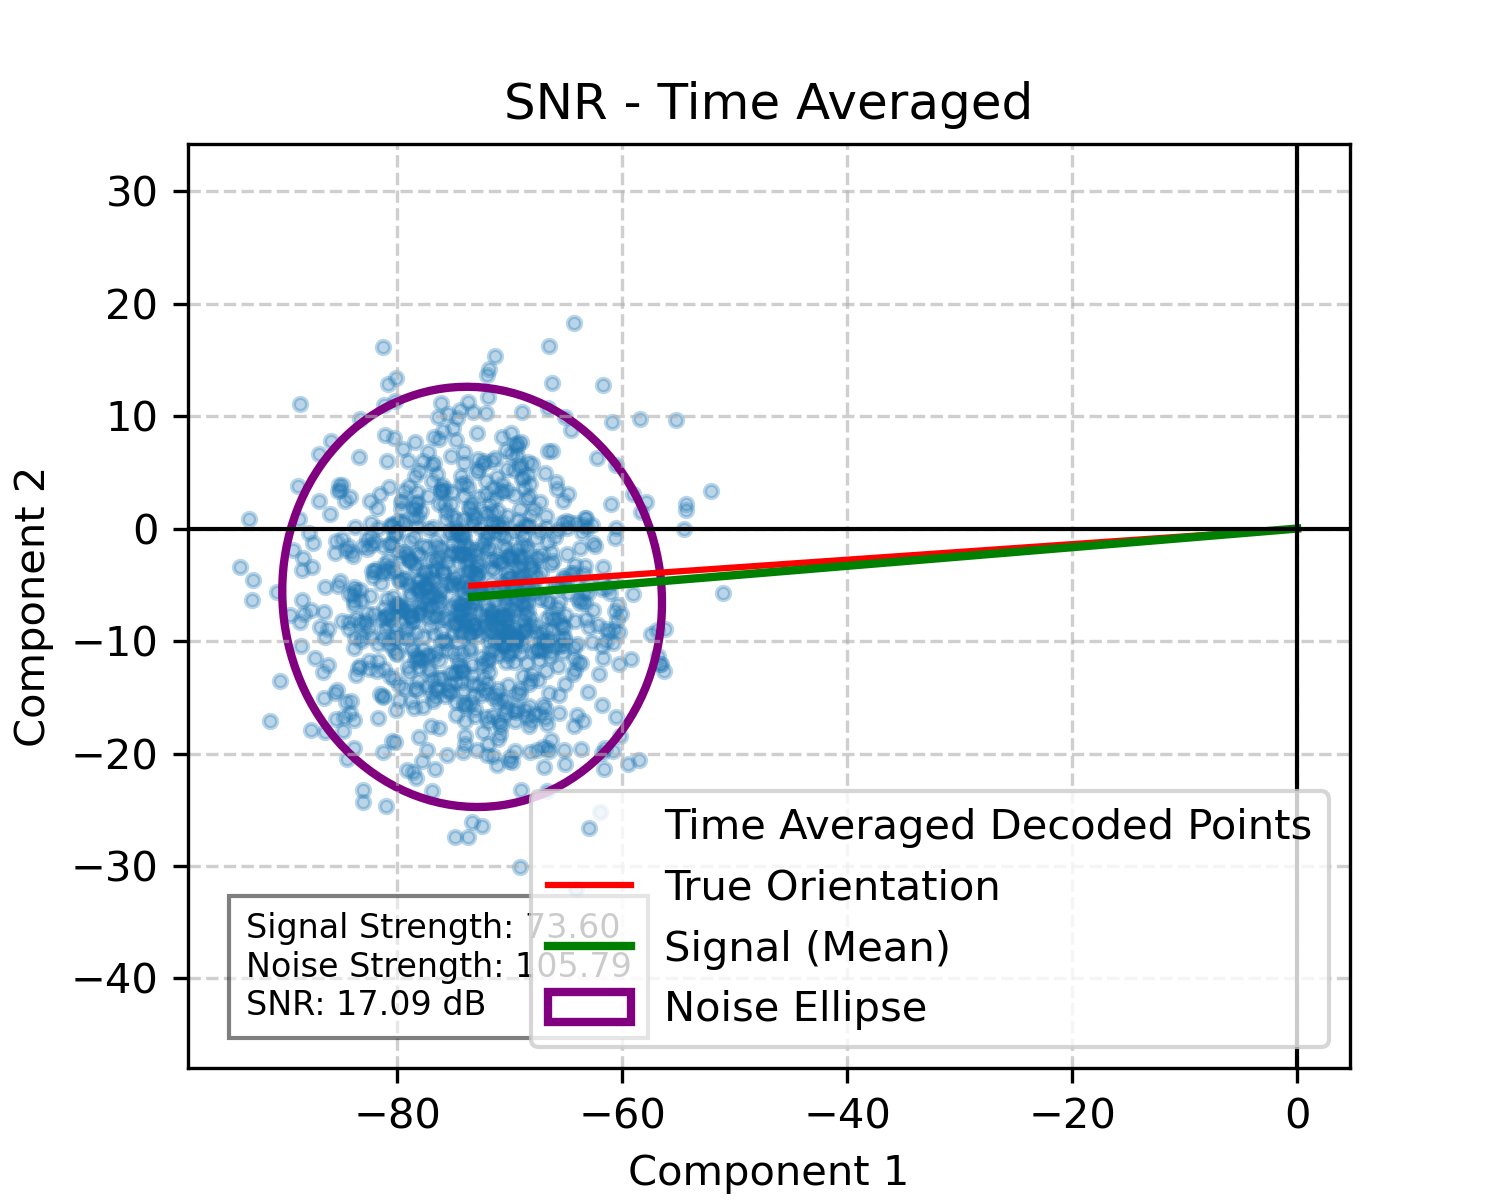 SNR - Time Averaged
Component 2
30
20
10
0
−10
−20
−30
−40
Time Averaged Decoded Points
True Orientation
Signal (Mean)
Noise Ellipse
Signal Strength: 73.60
Noise Strength: 105.79
SNR: 17.09 dB
−80
−60
−40
−20
0
Component 1